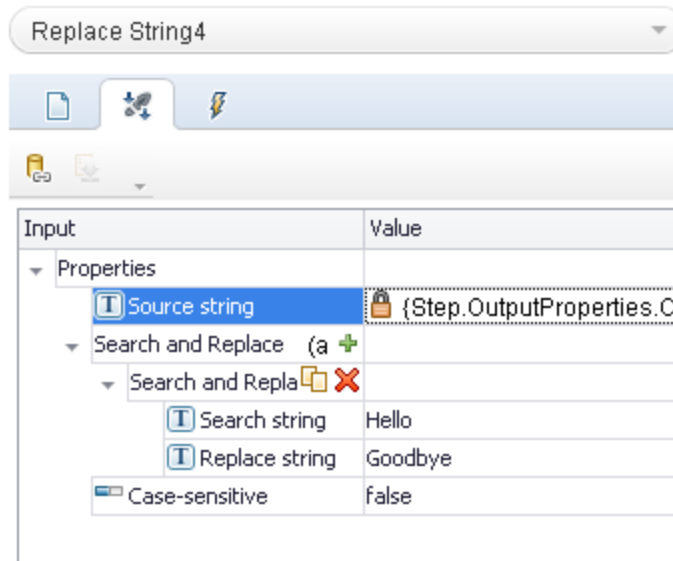 Replace String4
Input Value
Properties
Source string {Step.OutputProperties.C
Search and Replace (a
Search and Repla
Search string Hello
Replace string Goodbye
Case-sensitive false